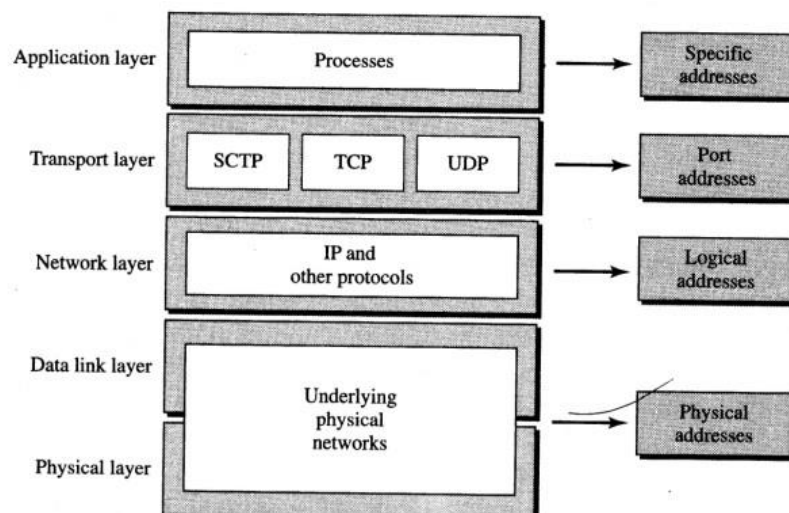 Application layer
Processes
Specific
addresses
Transport layer
SCTP
TCP
UDP
Port
addresses
Network layer
IP and
other protocols
Logical
addresses
Data link layer
Underlying
physical
networks
Physical
addresses
Physical layer